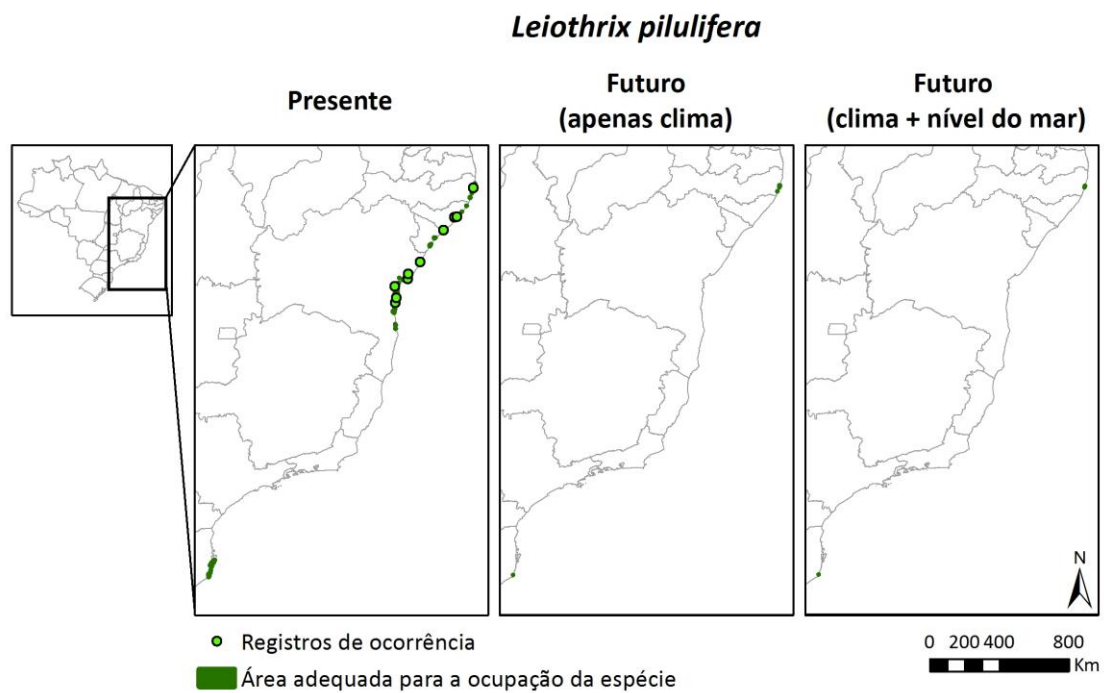 Leiothrix pilulifera
Presente
Futuro
(apenas clima)
Futuro
(clima + nível do mar)
N
Registros de ocorrência
Área adequada para a ocupação da espécie
0 200 400 800
Km